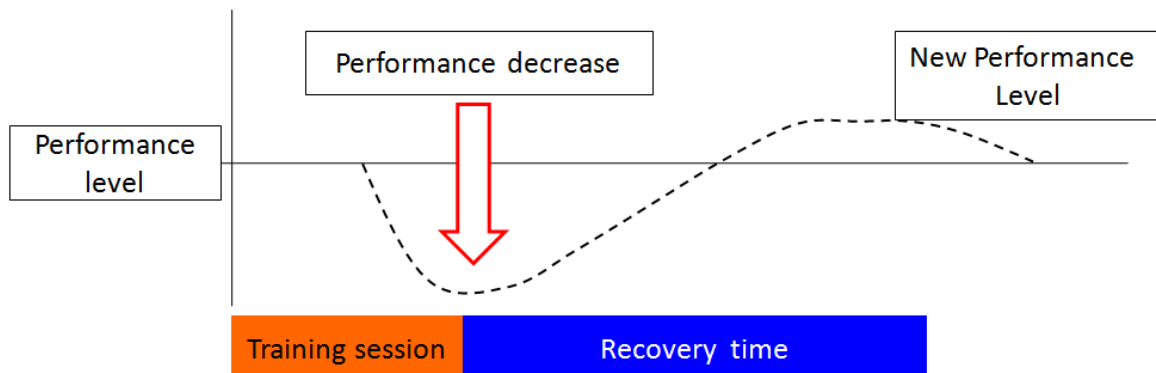 Performance decrease
New Performance
Level
Performance
level
Training session
Recovery time